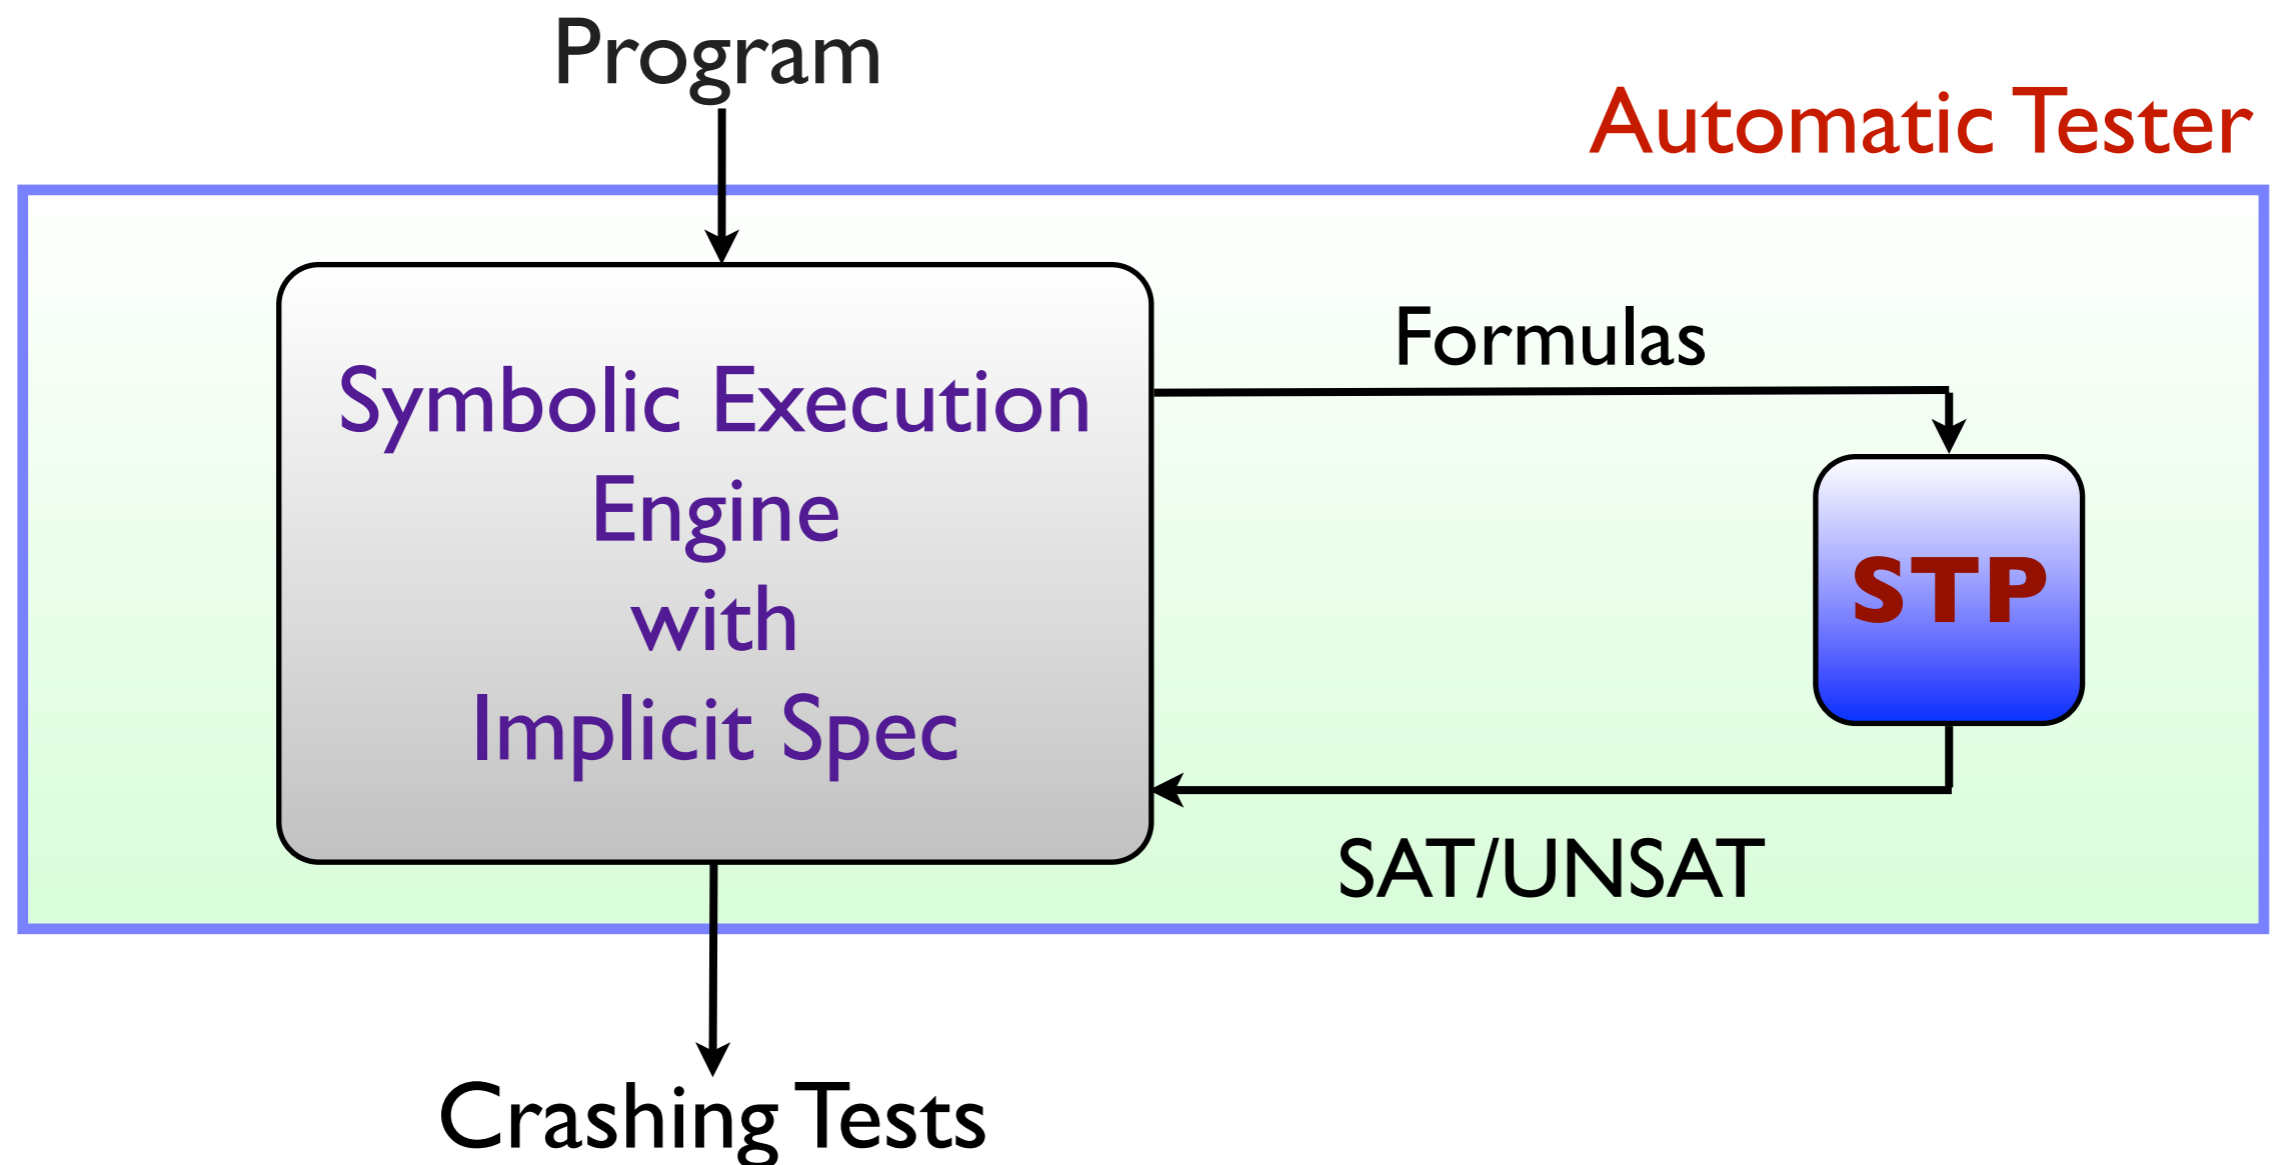 Program
Automatic Tester
Formulas
Symbolic Execution
Engine
with
Implicit Spec
STP
SAT/UNSAT
Crashing Tests